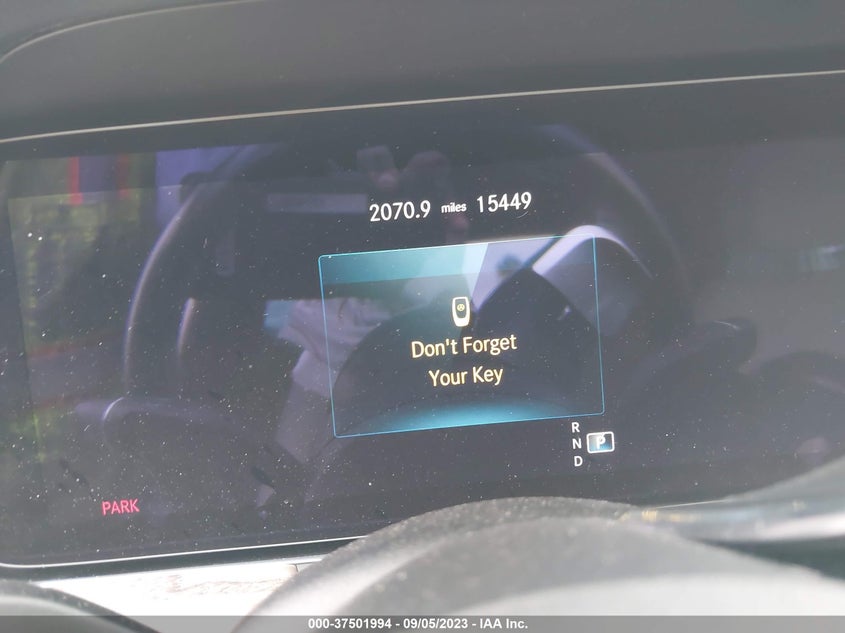 2070.9 miles 15449
Don't Forget
Your Key
R
N P
D
PARK
000-37501994 - 09/05/2023 - IAA Inc.